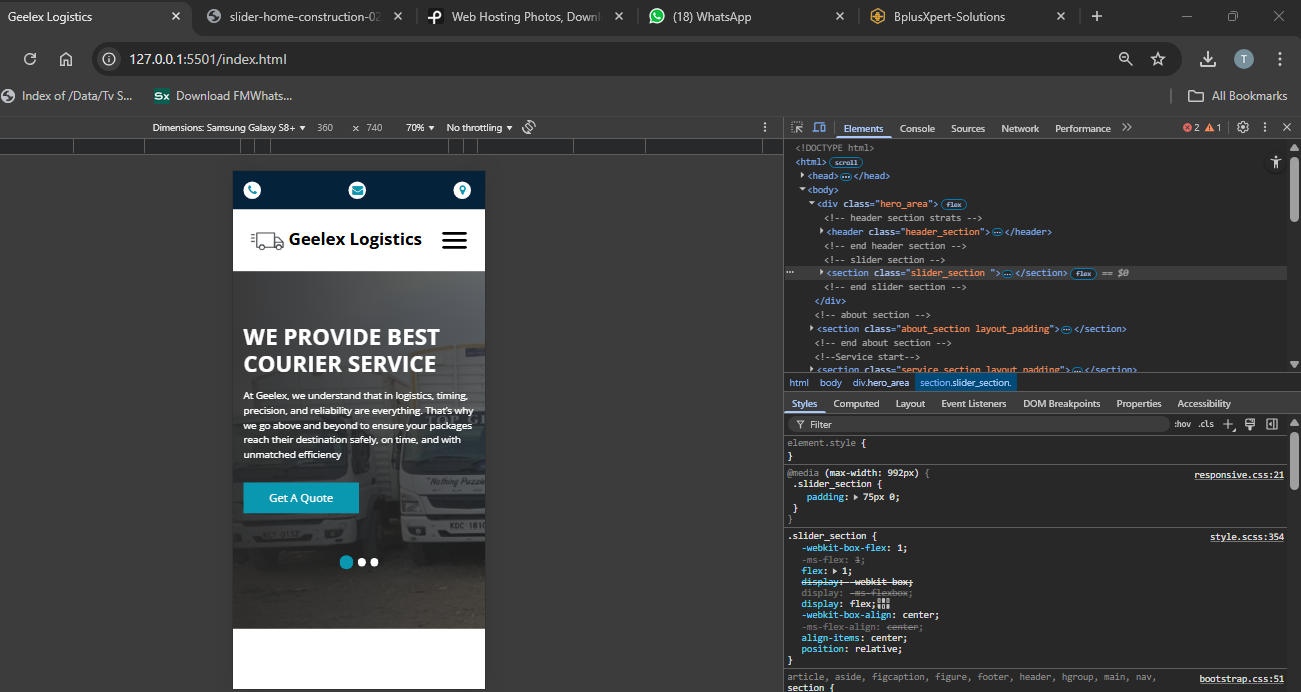 Geelex Logistics
slider-home-construction-02
Web Hosting Photos, Downl
(18) WhatsApp
BplusXpert-Solutions
127.0.0.1:5501/index.html
T
Index of /Data/Tv S...
Sx Download FMWhats...
All Bookmarks
Dimensions: Samsung Galaxy S8+ 360 x 740 70% No throttling
Elements Console Sources Network Performance 2 1
<!DOCTYPE html>
<html> scroll
<head> </head>
<body>
<div class="hero_area"> flex
<!-- header section strats -->
<header class="header_section"> </header>
<!-- end header section -->
<!-- slider section -->
<section class="slider_section "> </section> flex == $0
<!-- end slider section -->
</div>
<!-- about section -->
<section class="about_section layout_padding"> </section>
<!-- end about section -->
<!--Service start-->
<section class="service_section layout_padding"> </section>
html body div.hero_area section.slider_section.
Styles Computed Layout Event Listeners DOM Breakpoints Properties Accessibility
Filter :hov .cls
element.style {
}
@media (max-width: 992px) { responsive.css:21
.slider_section {
padding: 75px 0;
}
}
.slider_section { style.scss:354
-webkit-box-flex: 1;
-ms-flex: 1;
flex: 1;
display: -webkit-box;
display: -ms-flexbox;
display: flex;
-webkit-box-align: center;
-ms-flex-align: center;
align-items: center;
position: relative;
}
article, aside, figcaption, figure, footer, header, hgroup, main, nav, bootstrap.css:51
section {
Geelex Logistics
WE PROVIDE BEST
COURIER SERVICE
At Geelex, we understand that in logistics, timing,
precision, and reliability are everything. That's why
we go above and beyond to ensure your packages
reach their destination safely, on time, and with
unmatched efficiency
Get A Quote
TOP GE
"Nothing Puzzle
KDC 181